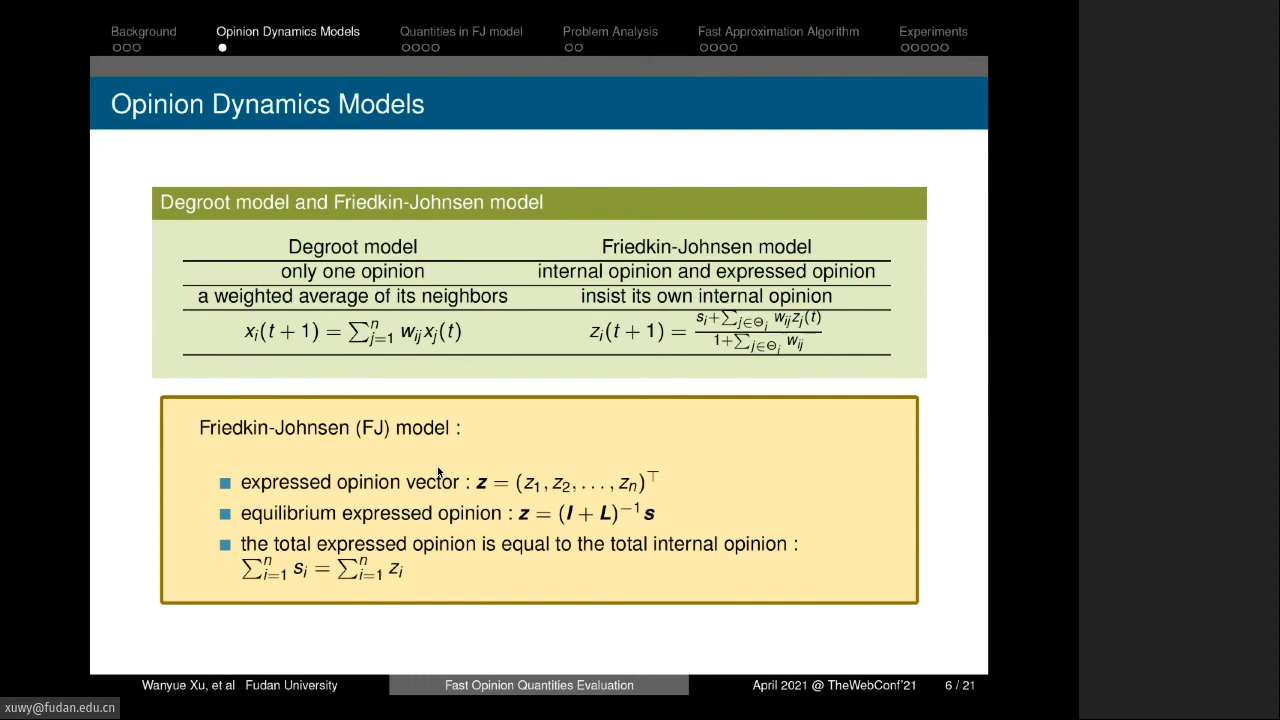 Background Opinion Dynamics Models Quantities in FJ model Problem Analysis Fast Approximation Algorithm Experiments
Opinion Dynamics Models
Degroot model and Friedkin-Johnsen model
Degroot model Friedkin-Johnsen model
only one opinion internal opinion and expressed opinion
a weighted average of its neighbors insist its own internal opinion
x_i(t + 1) = ∑_{j=1}^{n} w_{ij} x_j(t) z_i(t + 1) = \frac{s_i+∑_{j∈Θ_i} w_{ij}z_j(t)}{1+∑_{j∈Θ_i} w_{ij}}
Friedkin-Johnsen (FJ) model :
expressed opinion vector : z = (z_1, z_2, . . . , z_n)^⊤
equilibrium expressed opinion : z = (I + L)^{−1} s
the total expressed opinion is equal to the total internal opinion :
∑_{i=1}^{n} s_i = ∑_{i=1}^{n} z_i
Wanyue Xu, et al Fudan University Fast Opinion Quantities Evaluation April 2021 @ TheWebConf'21 6 / 21
xuwy@fudan.edu.cn